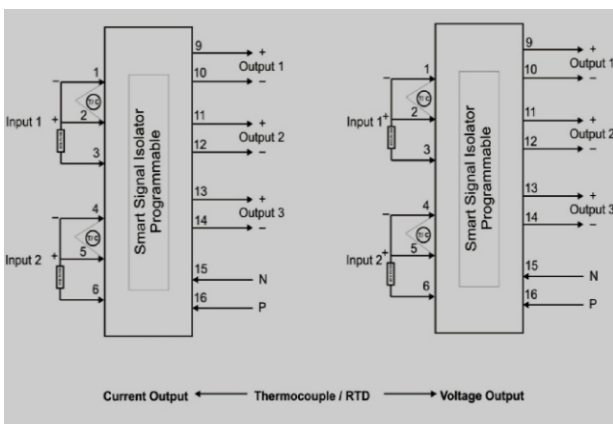 Smart Signal Isolator
Programmable
Input 1
−
+
1
2
T/C
3
Input 2
−
+
4
5
T/C
6
9
+
Output 1
10
−
11
+
Output 2
12
−
13
+
Output 3
14
−
15
N
16
P
Smart Signal Isolator
Programmable
Input 1
−
+
1
2
T/C
3
Input 2
−
+
4
5
T/C
6
9
+
Output 1
10
−
11
+
Output 2
12
−
13
+
Output 3
14
−
15
N
16
P
Current Output
Thermocouple / RTD
Voltage Output